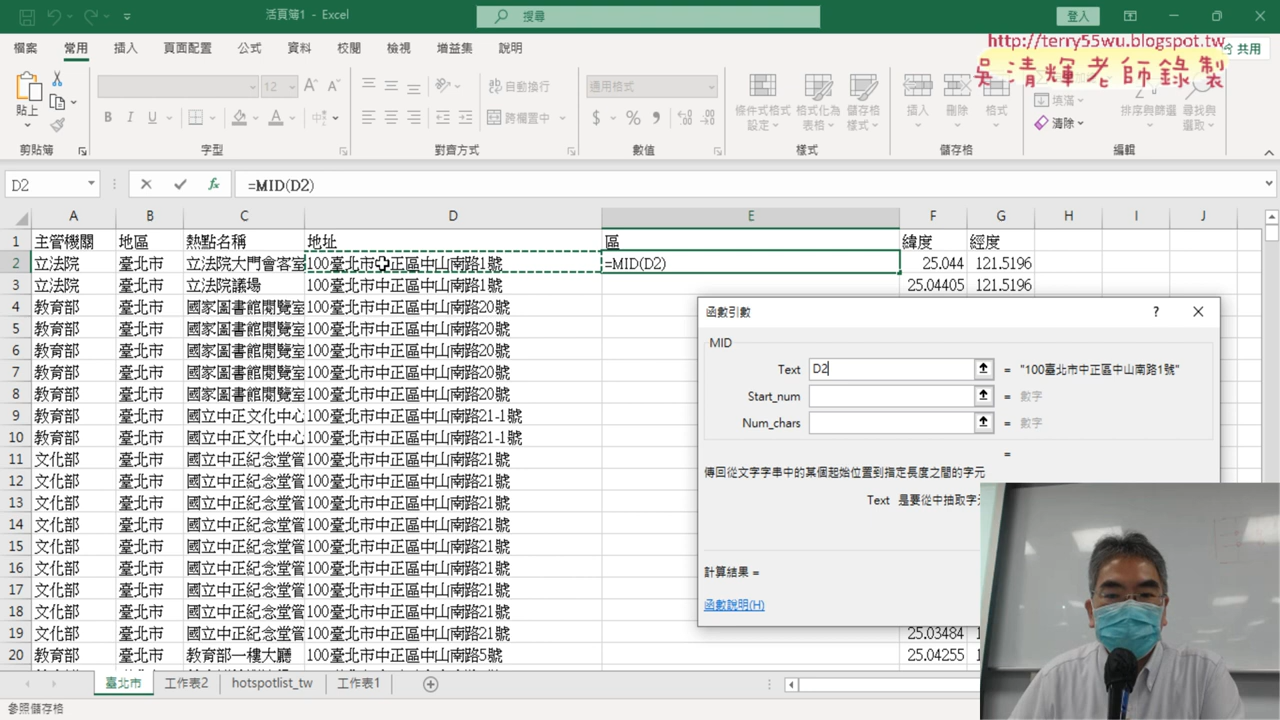 活頁簿1 - Excel
搜尋
登入
檔案 常用 插入 頁面配置 公式 資料 校閱 檢視 增益集 說明
共用
http://terry55wu.blogspot.tw
吳清輝老師錄製
貼上
12
自動換行
跨欄置中
通用格式
條件式格式設定
格式化為表格
儲存格樣式
插入 刪除 格式
填滿
清除
排序與篩選
尋找與選取
剪貼簿 字型 對齊方式 數值 樣式 儲存格 編輯
D2 =MID(D2)
A B C D E F G H I J
1 主管機關 地區 熱點名稱 地址 區 緯度 經度
2 立法院 臺北市 立法院大門會客室 100臺北市中正區中山南路1號 =MID(D2) 25.044 121.5196
3 立法院 臺北市 立法院議場 100臺北市中正區中山南路1號 25.04405 121.5196
4 教育部 臺北市 國家圖書館閱覽室 100臺北市中正區中山南路20號
5 教育部 臺北市 國家圖書館閱覽室 100臺北市中正區中山南路20號
6 教育部 臺北市 國家圖書館閱覽室 100臺北市中正區中山南路20號
7 教育部 臺北市 國家圖書館閱覽室 100臺北市中正區中山南路20號
8 教育部 臺北市 國家圖書館閱覽室 100臺北市中正區中山南路20號
9 教育部 臺北市 國立中正文化中心 100臺北市中正區中山南路21-1號
10 教育部 臺北市 國立中正文化中心 100臺北市中正區中山南路21-1號
11 文化部 臺北市 國立中正紀念堂管 100臺北市中正區中山南路21號
12 文化部 臺北市 國立中正紀念堂管 100臺北市中正區中山南路21號
13 文化部 臺北市 國立中正紀念堂管 100臺北市中正區中山南路21號
14 文化部 臺北市 國立中正紀念堂管 100臺北市中正區中山南路21號
15 文化部 臺北市 國立中正紀念堂管 100臺北市中正區中山南路21號
16 文化部 臺北市 國立中正紀念堂管 100臺北市中正區中山南路21號
17 文化部 臺北市 國立中正紀念堂管 100臺北市中正區中山南路21號
18 文化部 臺北市 國立中正紀念堂管 100臺北市中正區中山南路21號
19 文化部 臺北市 國立中正紀念堂管 100臺北市中正區中山南路21號 25.03484
20 教育部 臺北市 教育部一樓大廳 100臺北市中正區中山南路5號 25.04255
函數引數
MID
Text D2 = "100臺北市中正區中山南路1號"
Start_num = 數字
Num_chars = 數字
=
傳回從文字字串中的某個起始位置到指定長度之間的字元
Text 是要從中抽取字元
計算結果 =
函數說明(H)
臺北市 工作表2 hotspotlist_tw 工作表1
參照儲存格